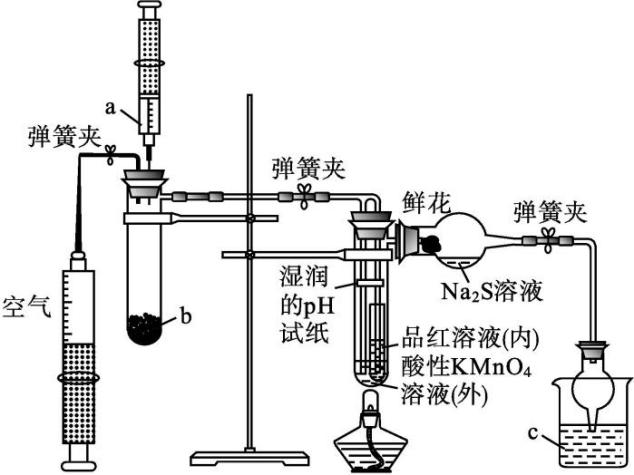 a
弹簧夹
弹簧夹
鲜花
弹簧夹
空气
b
湿润
的pH
试纸
Na₂S溶液
品红溶液(内)
酸性KMnO₄
溶液(外)
c